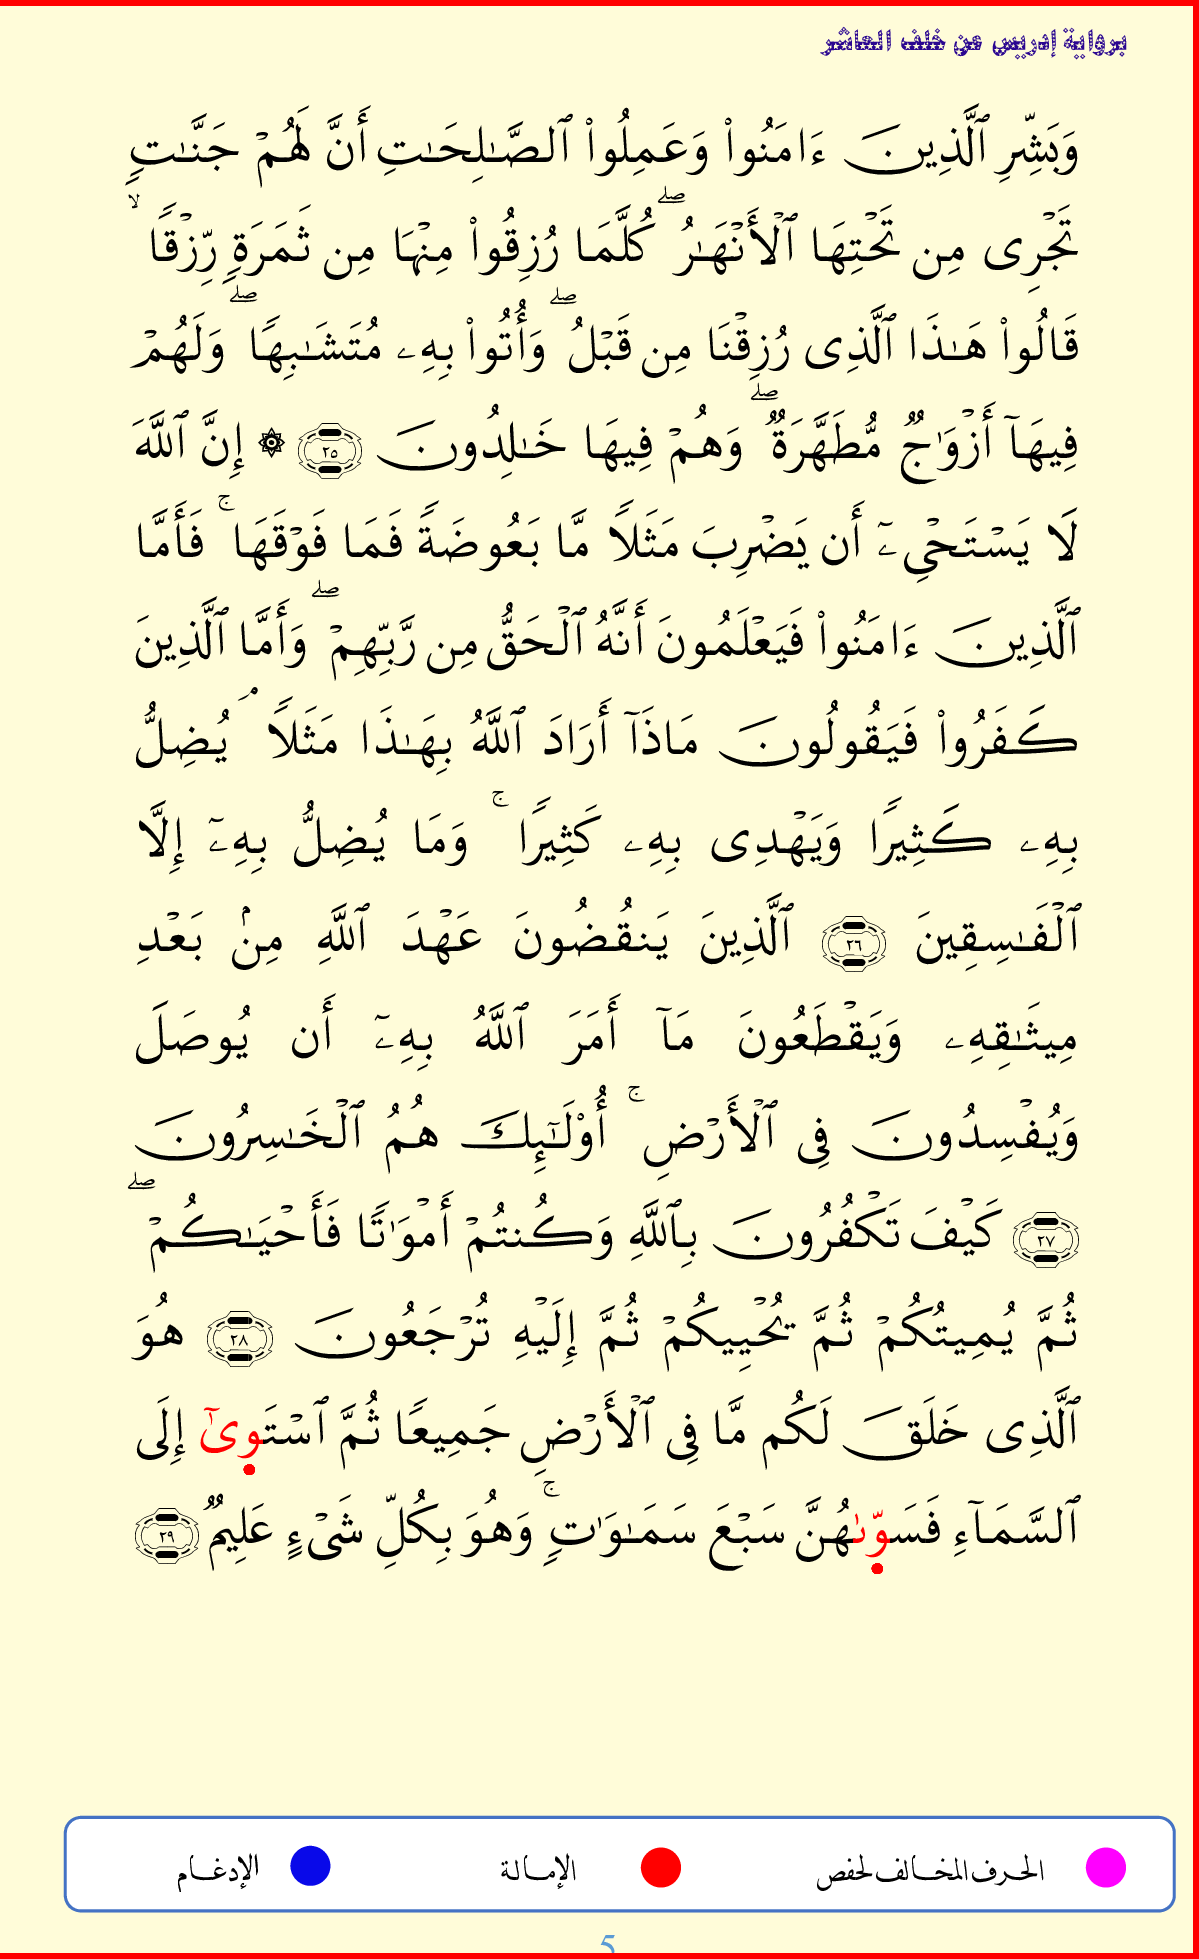 برواية إدريس عن خلف العاشر
وَبَشِّرِ ٱلَّذِينَ ءَامَنُوا۟ وَعَمِلُوا۟ ٱلصَّـٰلِحَـٰتِ أَنَّ لَهُمْ جَنَّـٰتٍ
تَجْرِى مِن تَحْتِهَا ٱلْأَنْهَـٰرُ ۖ كُلَّمَا رُزِقُوا۟ مِنْهَا مِن ثَمَرَةٍ رِّزْقًا ۙ
قَالُوا۟ هَـٰذَا ٱلَّذِى رُزِقْنَا مِن قَبْلُ ۖ وَأُتُوا۟ بِهِۦ مُتَشَـٰبِهًا ۖ وَلَهُمْ
فِيهَآ أَزْوَٰجٌ مُّطَهَّرَةٌ ۖ وَهُمْ فِيهَا خَـٰلِدُونَ ٢٥ ۞ إِنَّ ٱللَّهَ
لَا يَسْتَحْىِۦٓ أَن يَضْرِبَ مَثَلًا مَّا بَعُوضَةً فَمَا فَوْقَهَا ۚ فَأَمَّا
ٱلَّذِينَ ءَامَنُوا۟ فَيَعْلَمُونَ أَنَّهُ ٱلْحَقُّ مِن رَّبِّهِمْ ۖ وَأَمَّا ٱلَّذِينَ
كَفَرُوا۟ فَيَقُولُونَ مَاذَآ أَرَادَ ٱللَّهُ بِهَـٰذَا مَثَلًا ۘ يُضِلُّ
بِهِۦ كَثِيرًا وَيَهْدِى بِهِۦ كَثِيرًا ۚ وَمَا يُضِلُّ بِهِۦٓ إِلَّا
ٱلْفَـٰسِقِينَ ٢٦ ٱلَّذِينَ يَنقُضُونَ عَهْدَ ٱللَّهِ مِنۢ بَعْدِ
مِيثَـٰقِهِۦ وَيَقْطَعُونَ مَآ أَمَرَ ٱللَّهُ بِهِۦٓ أَن يُوصَلَ
وَيُفْسِدُونَ فِى ٱلْأَرْضِ ۚ أُو۟لَـٰٓئِكَ هُمُ ٱلْخَـٰسِرُونَ
٢٧ كَيْفَ تَكْفُرُونَ بِٱللَّهِ وَكُنتُمْ أَمْوَٰتًا فَأَحْيَـٰكُمْ ۖ
ثُمَّ يُمِيتُكُمْ ثُمَّ يُحْيِيكُمْ ثُمَّ إِلَيْهِ تُرْجَعُونَ ٢٨ هُوَ
ٱلَّذِى خَلَقَ لَكُم مَّا فِى ٱلْأَرْضِ جَمِيعًا ثُمَّ ٱسْتَوِىٰٓ إِلَى
ٱلسَّمَآءِ فَسَوِّىٰهُنَّ سَبْعَ سَمَـٰوَٰتٍ ۚ وَهُوَ بِكُلِّ شَىْءٍ عَلِيمٌ ٢٩
الحرف المخالف لحفص الإمالة الإدغام
5